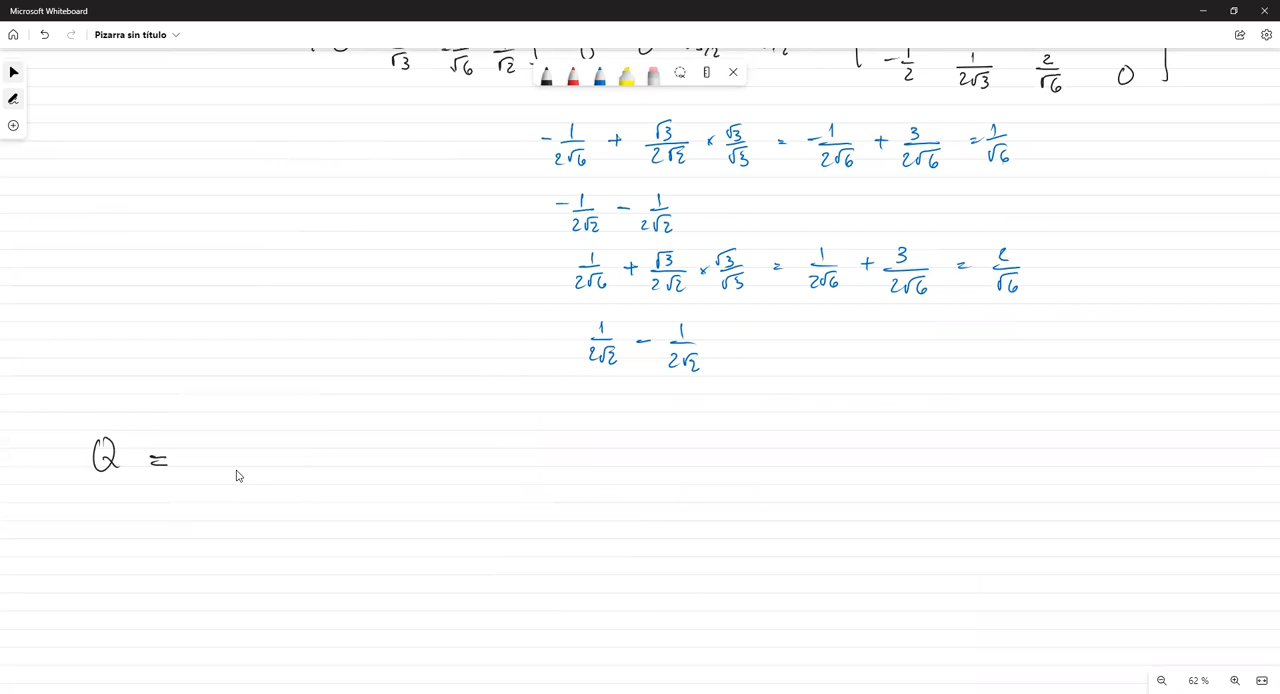 Microsoft Whiteboard
Pizarra sin título
√3 √6 √2 -1/2 1/(2√3) 2/√6 0
-1/(2√6) + √3/(2√2) × √3/√3 = -1/(2√6) + 3/(2√6) = 1/√6
-1/(2√2) - 1/(2√2)
1/(2√6) + √3/(2√2) × √3/√3 = 1/(2√6) + 3/(2√6) = 2/√6
1/(2√2) - 1/(2√2)
Q =
62 %